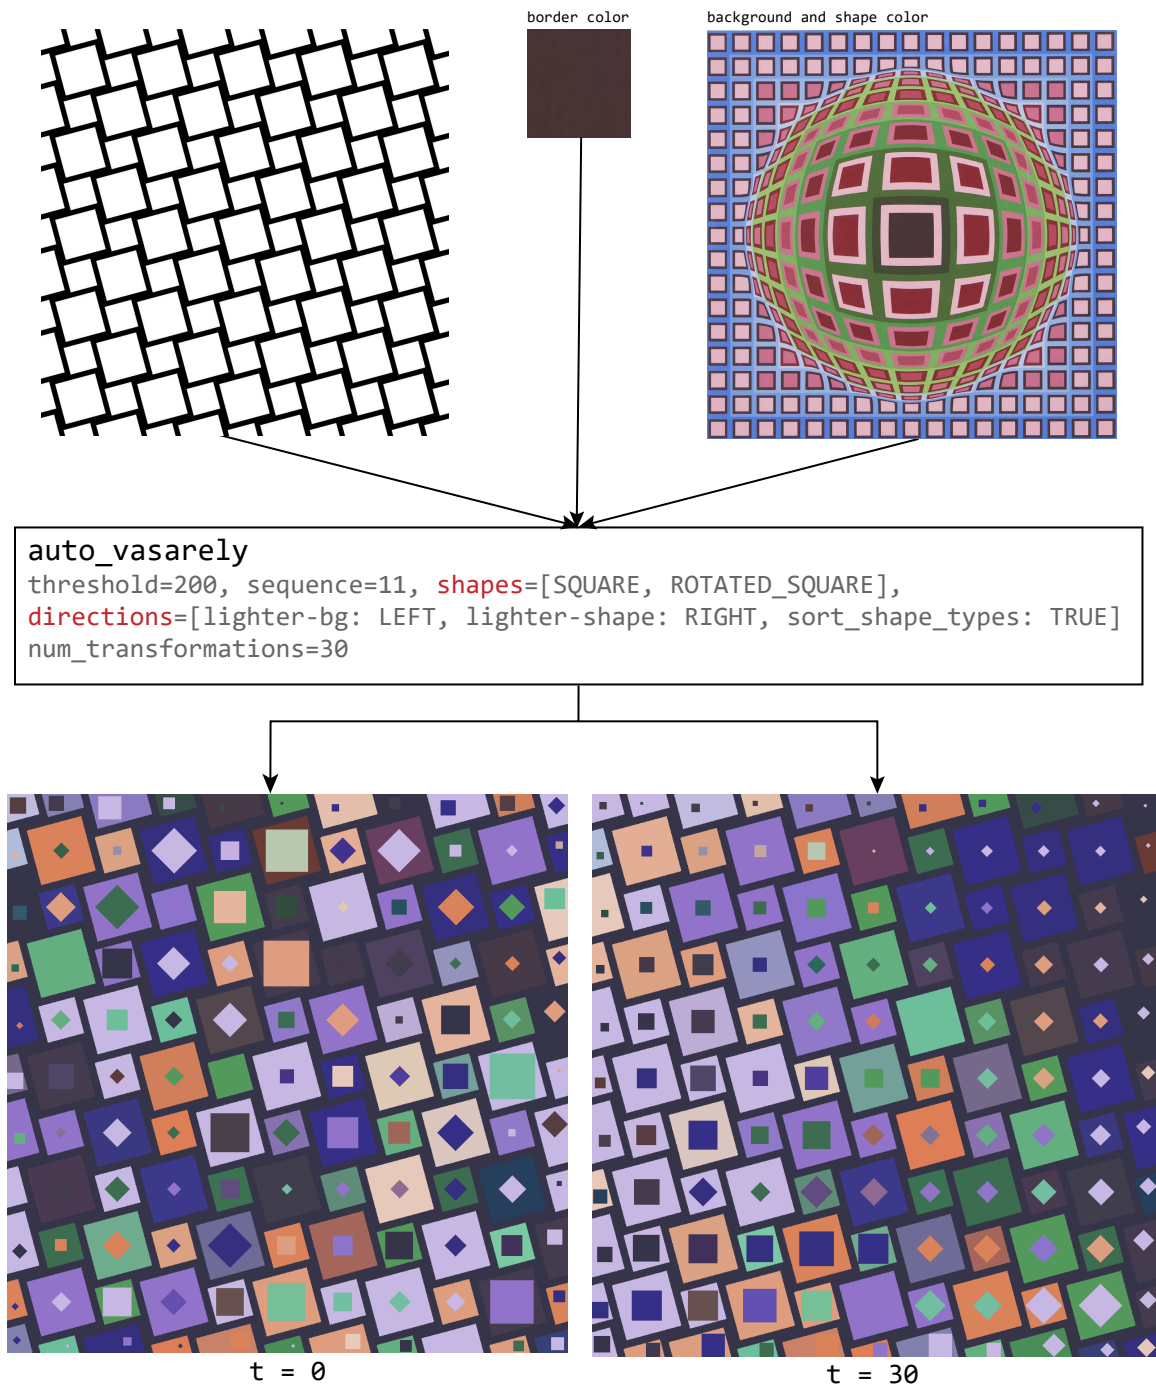 border color
background and shape color
auto_vasarely
threshold=200, sequence=11, shapes=[SQUARE, ROTATED_SQUARE],
directions=[lighter-bg: LEFT, lighter-shape: RIGHT, sort_shape_types: TRUE]
num_transformations=30
t = 0
t = 30